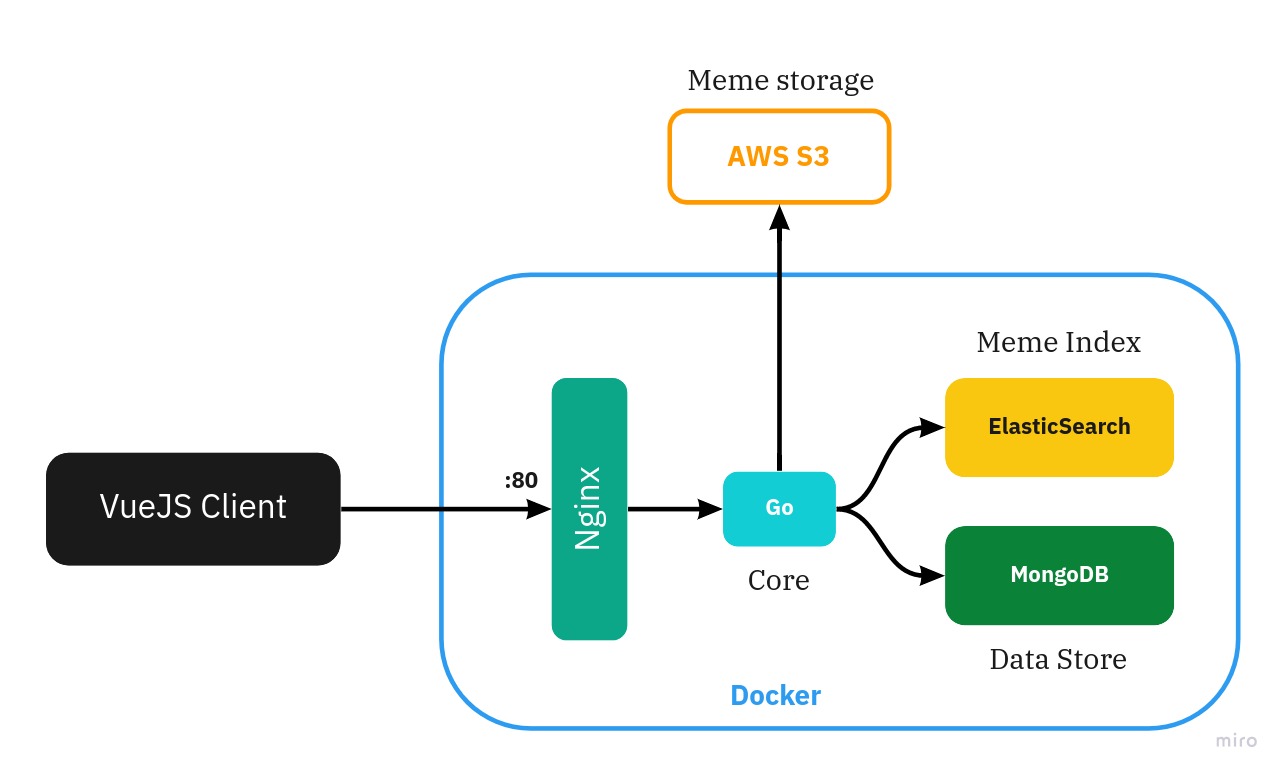 Meme storage
AWS S3
Meme Index
ElasticSearch
:80
VueJS Client
Nginx
Go
Core
MongoDB
Data Store
Docker
miro